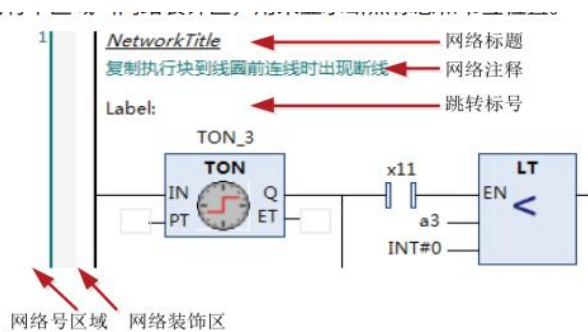 1
NetworkTitle
网络标题
复制执行块到线圆前连线时出现断线
网络注释
Label:
跳转标号
TON_3
TON
IN
Q
PT
ET
x11
LT
EN
<
a3
INT#0
网络号区域
网络装饰区